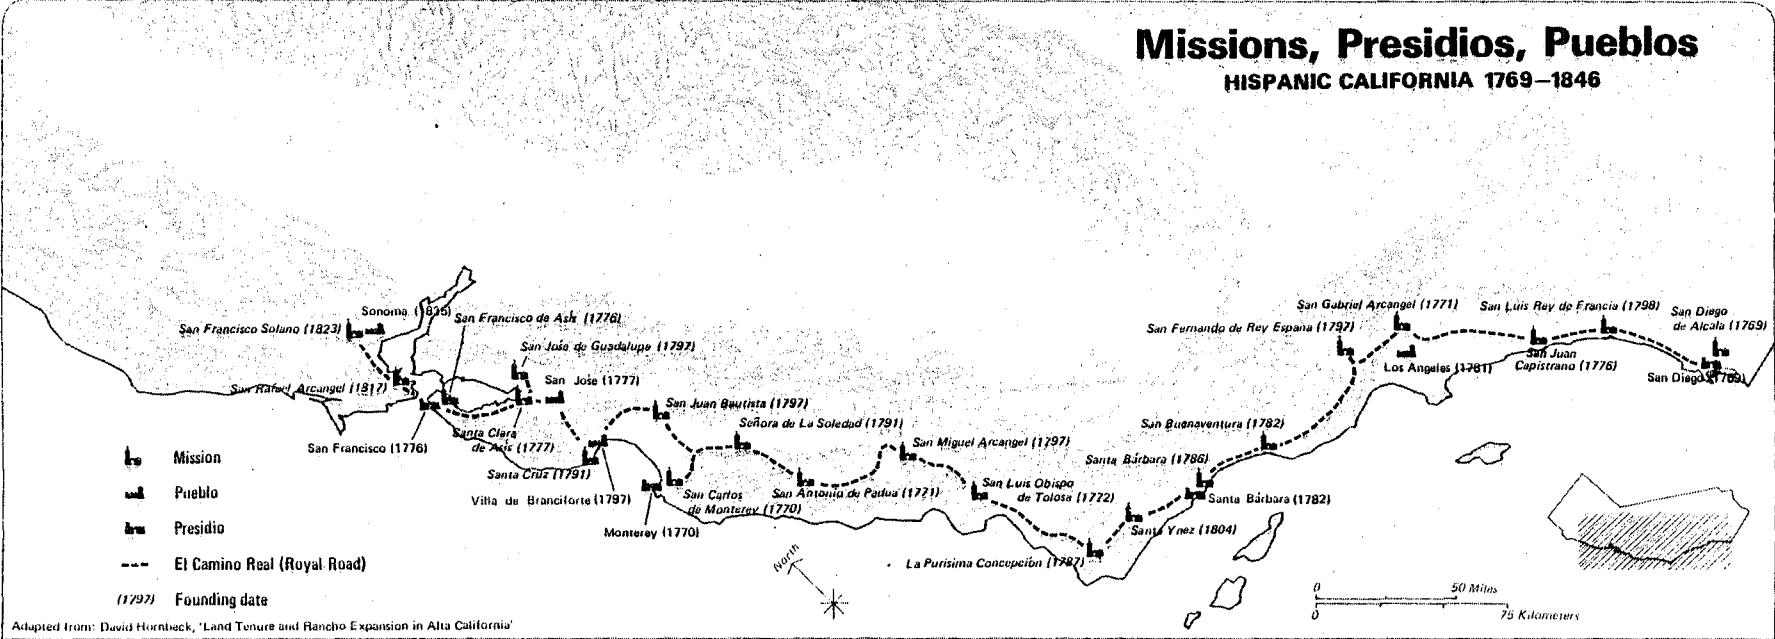 Missions, Presidios, Pueblos
HISPANIC CALIFORNIA 1769–1846
Sonoma (1835)
San Francisco Solano (1823)
San Francisco de Asís (1776)
San Jose de Guadalupe (1797)
San Rafael Arcangel (1817)
San Jose (1777)
San Francisco (1776)
Santa Clara
de Asís (1777)
Santa Cruz (1791)
Villa de Branciforte (1797)
San Juan Bautista (1797)
Señora de La Soledad (1791)
Monterey (1770)
San Carlos
de Monterey (1770)
San Antonio de Padua (1771)
San Miguel Arcangel (1797)
San Luis Obispo
de Tolosa (1772)
La Purisima Concepción (1787)
Santa Ynez (1804)
Santa Bárbara (1786)
Santa Bárbara (1782)
San Buenaventura (1782)
San Fernando de Rey España (1797)
San Gabriel Arcangel (1771)
Los Angeles (1781)
San Luis Rey de Francia (1798)
San Juan
Capistrano (1776)
San Diego
de Alcala (1769)
San Diego (1769)
Mission
Pueblo
Presidio
El Camino Real (Royal Road)
(1797) Founding date
North
0 50 Miles
0 75 Kilometers
Adapted from: David Hornbeck, 'Land Tenure and Rancho Expansion in Alta California'